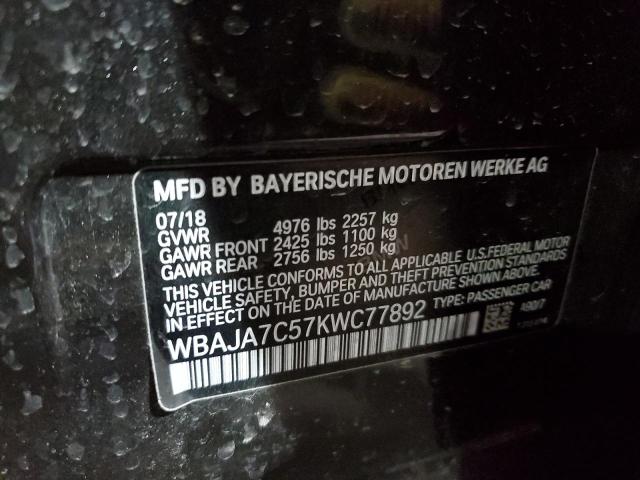 MFD BY BAYERISCHE MOTOREN WERKE AG
07/18
GVWR 4976 lbs 2257 kg
GAWR FRONT 2425 lbs 1100 kg
GAWR REAR 2756 lbs 1250 kg
THIS VEHICLE CONFORMS TO ALL APPLICABLE U.S.FEDERAL MOTOR
VEHICLE SAFETY, BUMPER AND THEFT PREVENTION STANDARDS
IN EFFECT ON THE DATE OF MANUFACTURE SHOWN ABOVE.
WBAJA7C57KWC77892 TYPE: PASSENGER CAR